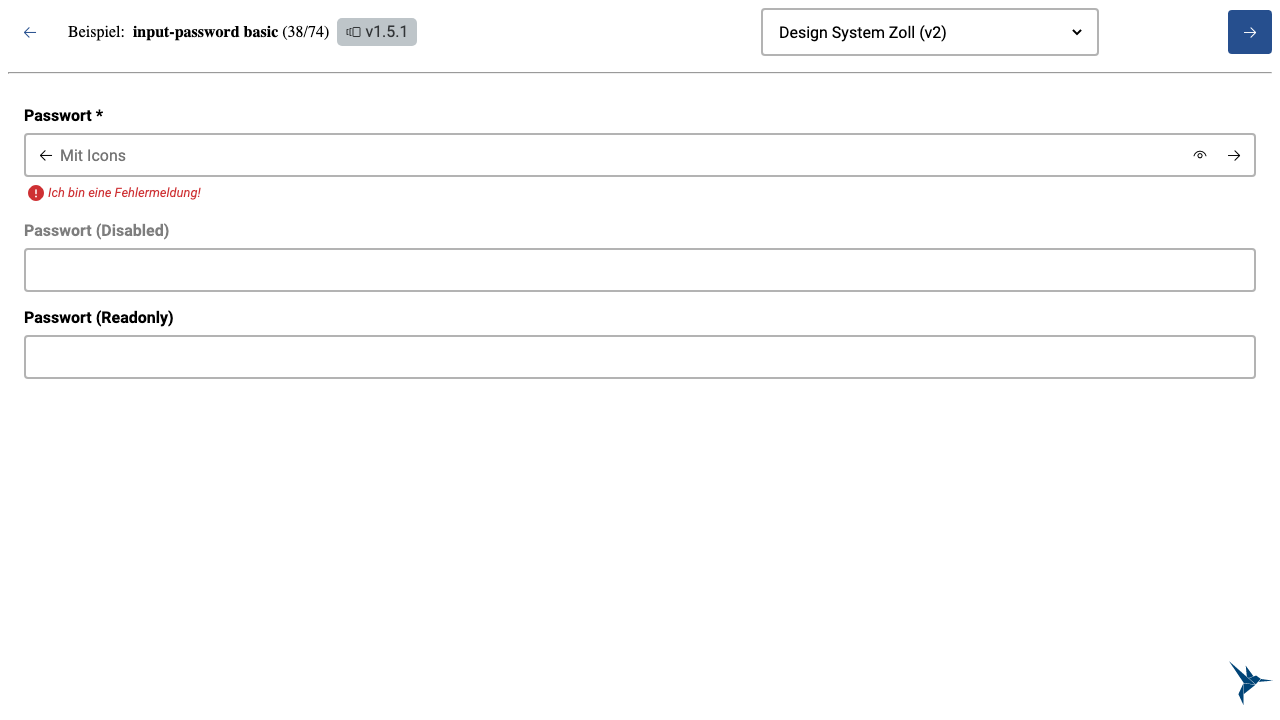 Beispiel: input-password basic (38/74) v1.5.1 Design System Zoll (v2)
Passwort *
Mit Icons
Ich bin eine Fehlermeldung!
Passwort (Disabled)
Passwort (Readonly)